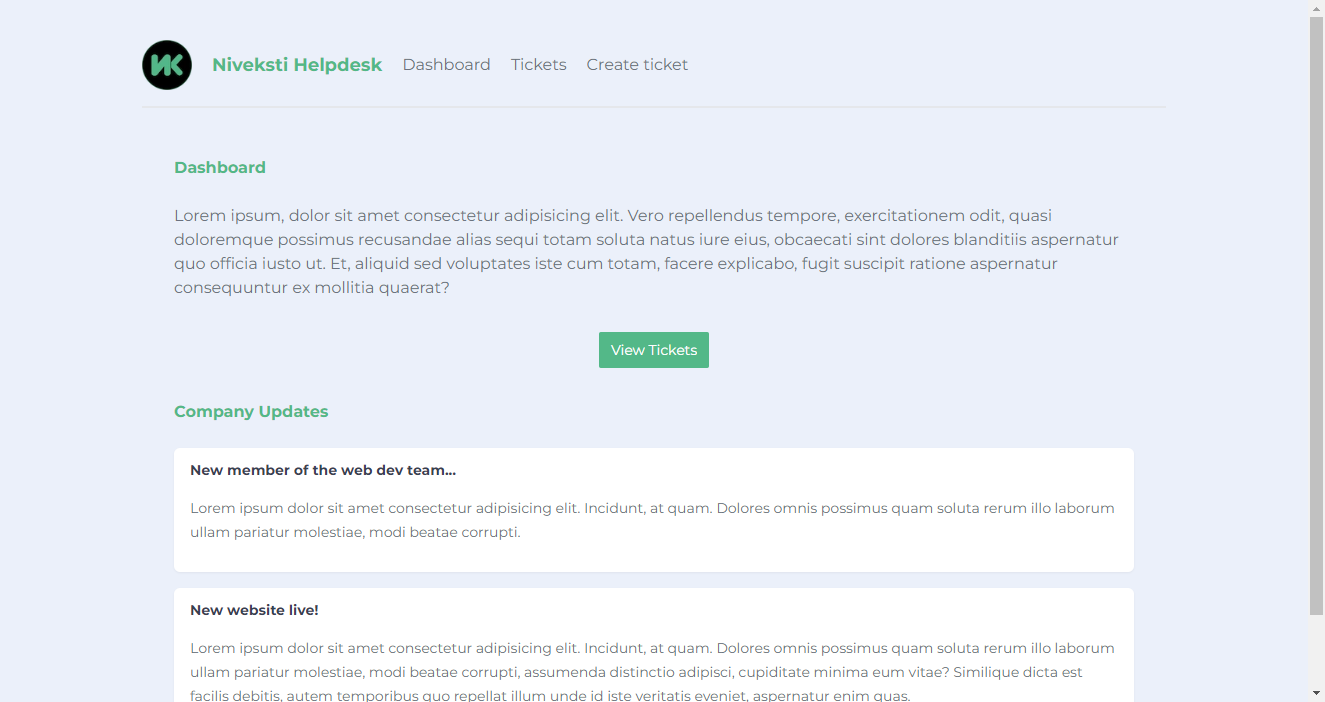 NK
Niveksti Helpdesk Dashboard Tickets Create ticket
Dashboard
Lorem ipsum, dolor sit amet consectetur adipisicing elit. Vero repellendus tempore, exercitationem odit, quasi
doloremque possimus recusandae alias sequi totam soluta natus iure eius, obcaecati sint dolores blanditiis aspernatur
quo officia iusto ut. Et, aliquid sed voluptates iste cum totam, facere explicabo, fugit suscipit ratione aspernatur
consequuntur ex mollitia quaerat?
View Tickets
Company Updates
New member of the web dev team...
Lorem ipsum dolor sit amet consectetur adipisicing elit. Incidunt, at quam. Dolores omnis possimus quam soluta rerum illo laborum
ullam pariatur molestiae, modi beatae corrupti.
New website live!
Lorem ipsum dolor sit amet consectetur adipisicing elit. Incidunt, at quam. Dolores omnis possimus quam soluta rerum illo laborum
ullam pariatur molestiae, modi beatae corrupti, assumenda distinctio adipisci, cupiditate minima eum vitae? Similique dicta est
facilis debitis, autem temporibus quo repellat illum unde id iste veritatis eveniet, aspernatur enim quas.